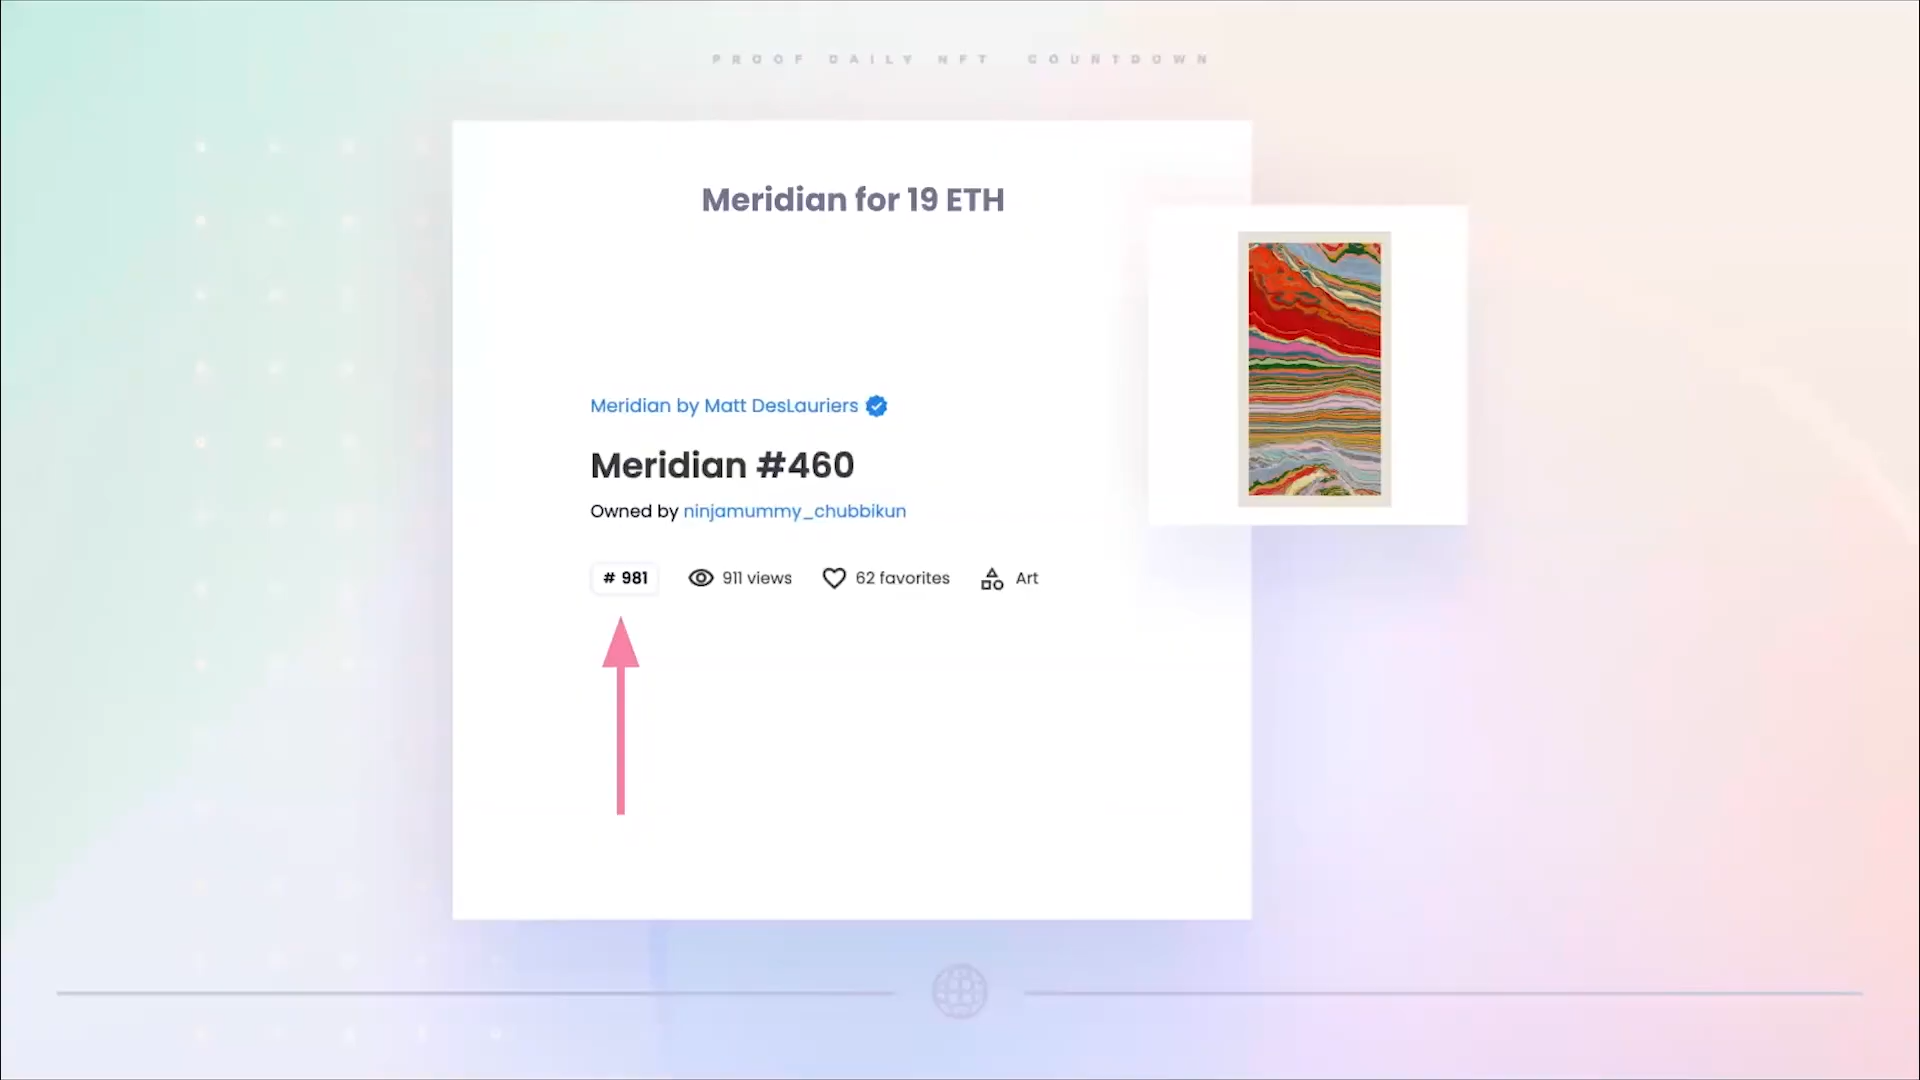 PROOF DAILY NFT COUNTDOWN
Meridian for 19 ETH
Meridian by Matt DesLauriers
Meridian #460
Owned by ninjamummy_chubbikun
# 981 911 views 62 favorites Art